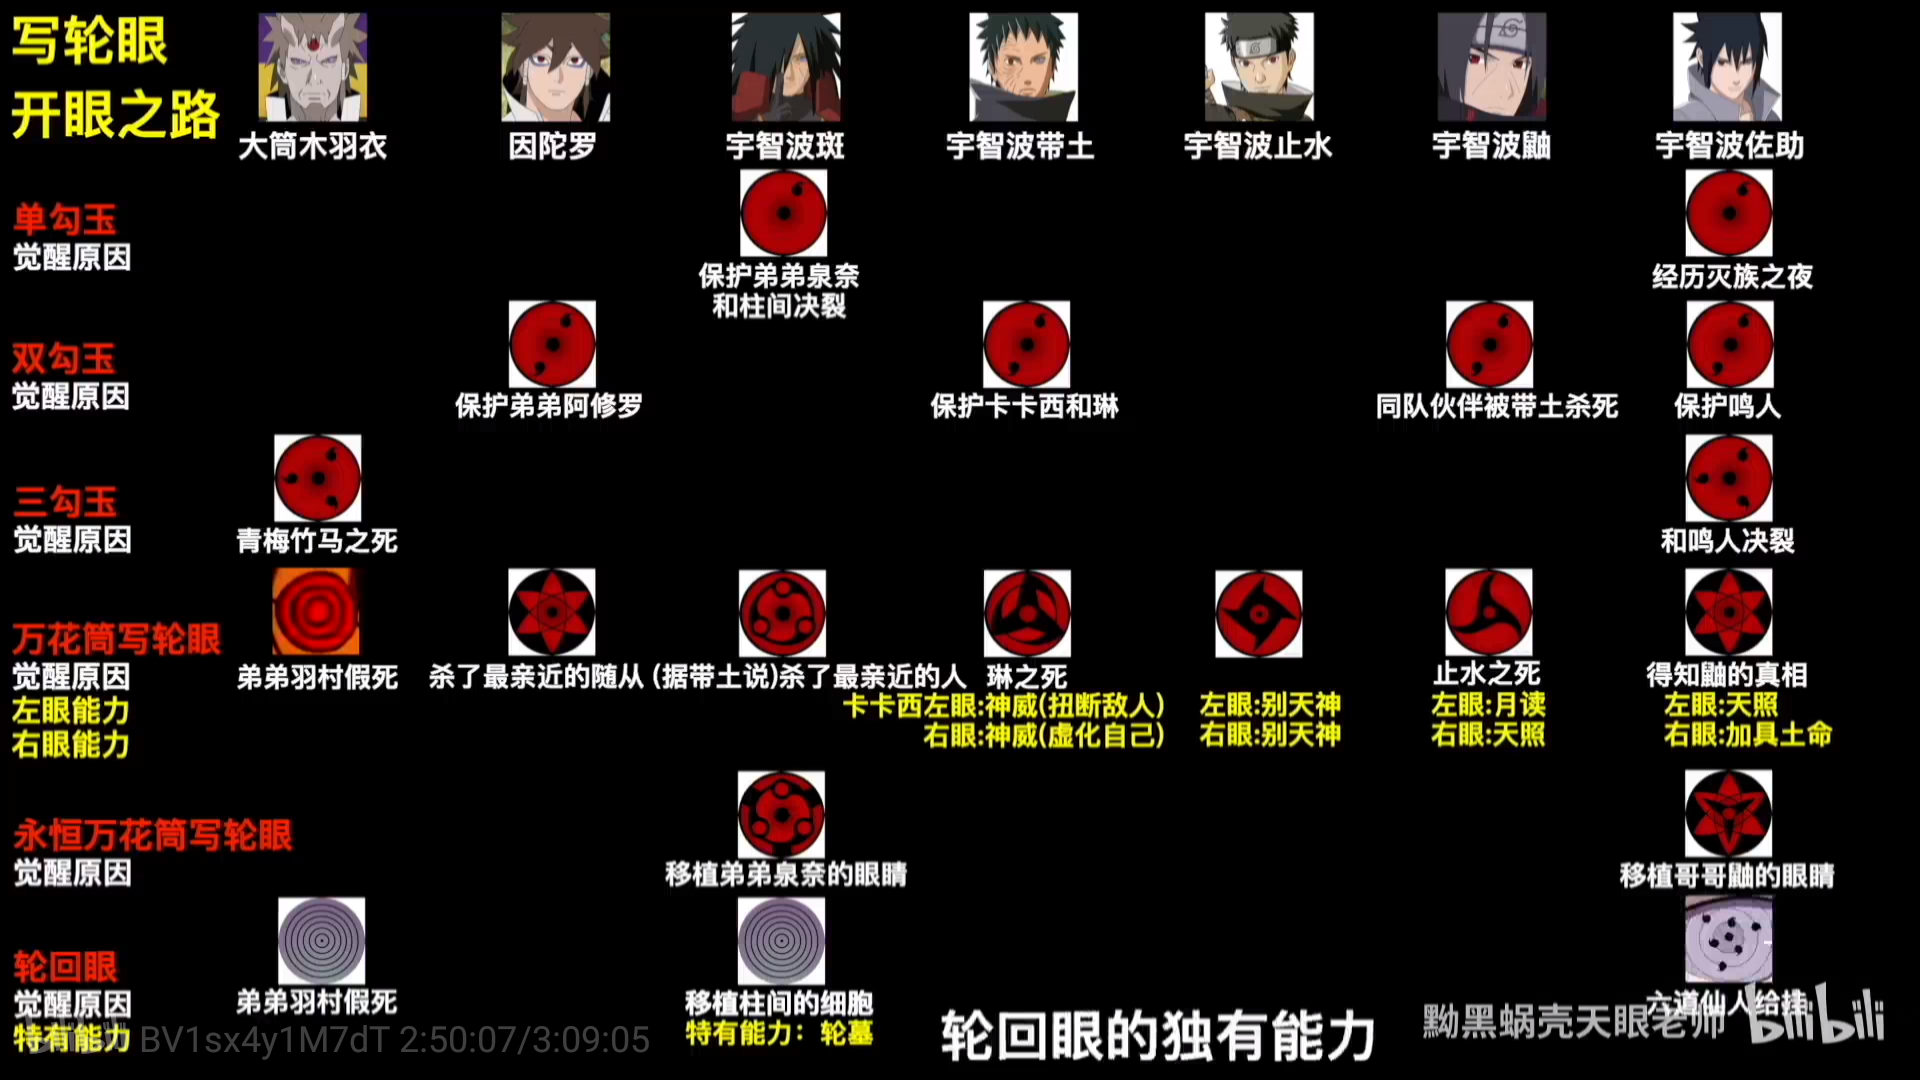 写轮眼
开眼之路
大筒木羽衣
因陀罗
宇智波斑
宇智波带土
宇智波止水
宇智波鼬
宇智波佐助
单勾玉
觉醒原因
保护弟弟泉奈
和柱间决裂
经历灭族之夜
双勾玉
觉醒原因
保护弟弟阿修罗
保护卡卡西和琳
同队伙伴被带土杀死
保护鸣人
三勾玉
觉醒原因
青梅竹马之死
和鸣人决裂
万花筒写轮眼
觉醒原因
左眼能力
右眼能力
弟弟羽村假死
杀了最亲近的随从
(据带土说)杀了最亲近的人
琳之死
卡卡西左眼:神威(扭断敌人)
右眼:神威(虚化自己)
左眼:别天神
右眼:别天神
止水之死
左眼:月读
右眼:天照
得知鼬的真相
左眼:天照
右眼:加具土命
永恒万花筒写轮眼
觉醒原因
移植弟弟泉奈的眼睛
移植哥哥鼬的眼睛
轮回眼
觉醒原因
特有能力
弟弟羽村假死
移植柱间的细胞
特有能力：轮墓
六道仙人给挂
BV1sx4y1M7dT 2:50:07/3:09:05
轮回眼的独有能力
黝黑蜗壳天眼老师
bilibili